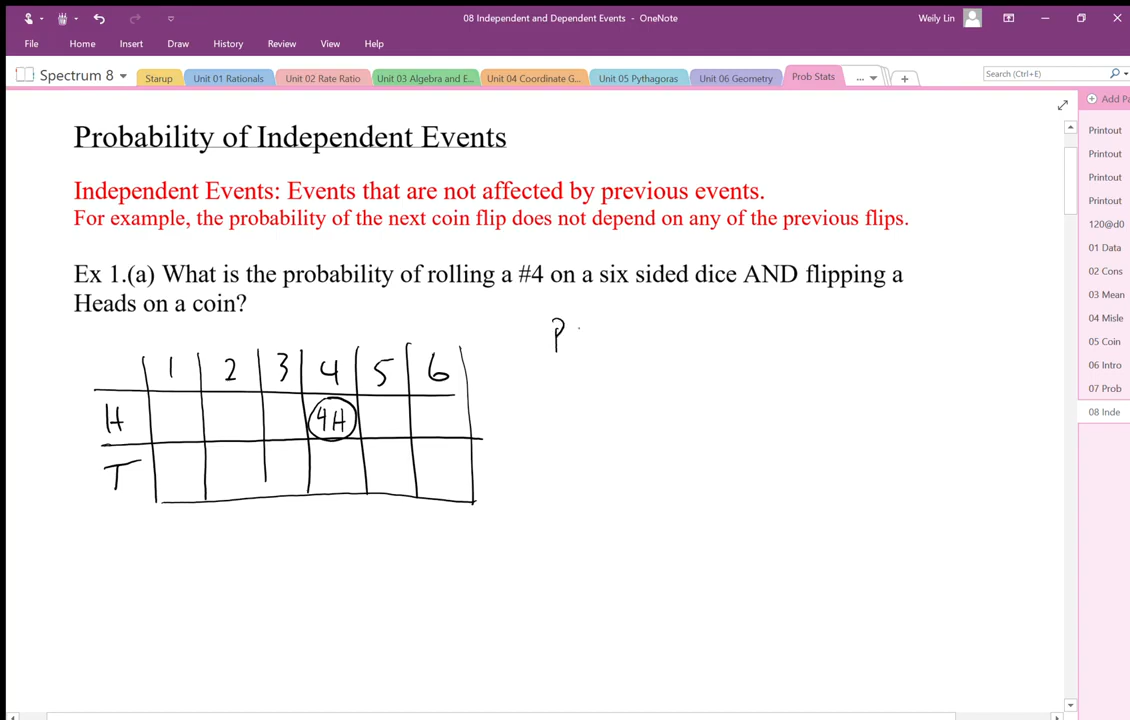 08 Independent and Dependent Events - OneNote
Weily Lin
File Home Insert Draw History Review View Help
Spectrum 8
Starup Unit 01 Rationals Unit 02 Rate Ratio Unit 03 Algebra and E... Unit 04 Coordinate G... Unit 05 Pythagoras Unit 06 Geometry Prob Stats ... +
Search (Ctrl+E)
Add Pa
Probability of Independent Events
Independent Events: Events that are not affected by previous events.
For example, the probability of the next coin flip does not depend on any of the previous flips.
Ex 1.(a) What is the probability of rolling a #4 on a six sided dice AND flipping a
Heads on a coin?
P
1 2 3 4 5 6
H 4H
T
Printout
Printout
Printout
Printout
120@d0
01 Data
02 Cons
03 Mean
04 Misle
05 Coin
06 Intro
07 Prob
08 Inde